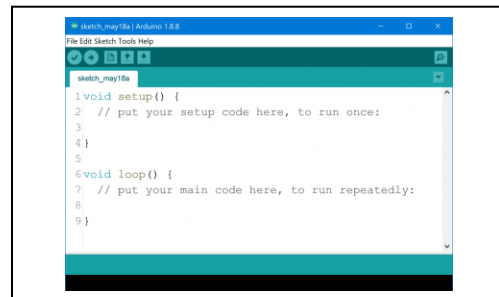 sketch_may18a | Arduino 1.8.8
File Edit Sketch Tools Help
sketch_may18a
1 void setup() {
2   // put your setup code here, to run once:
3
4 }
5
6 void loop() {
7   // put your main code here, to run repeatedly:
8
9 }